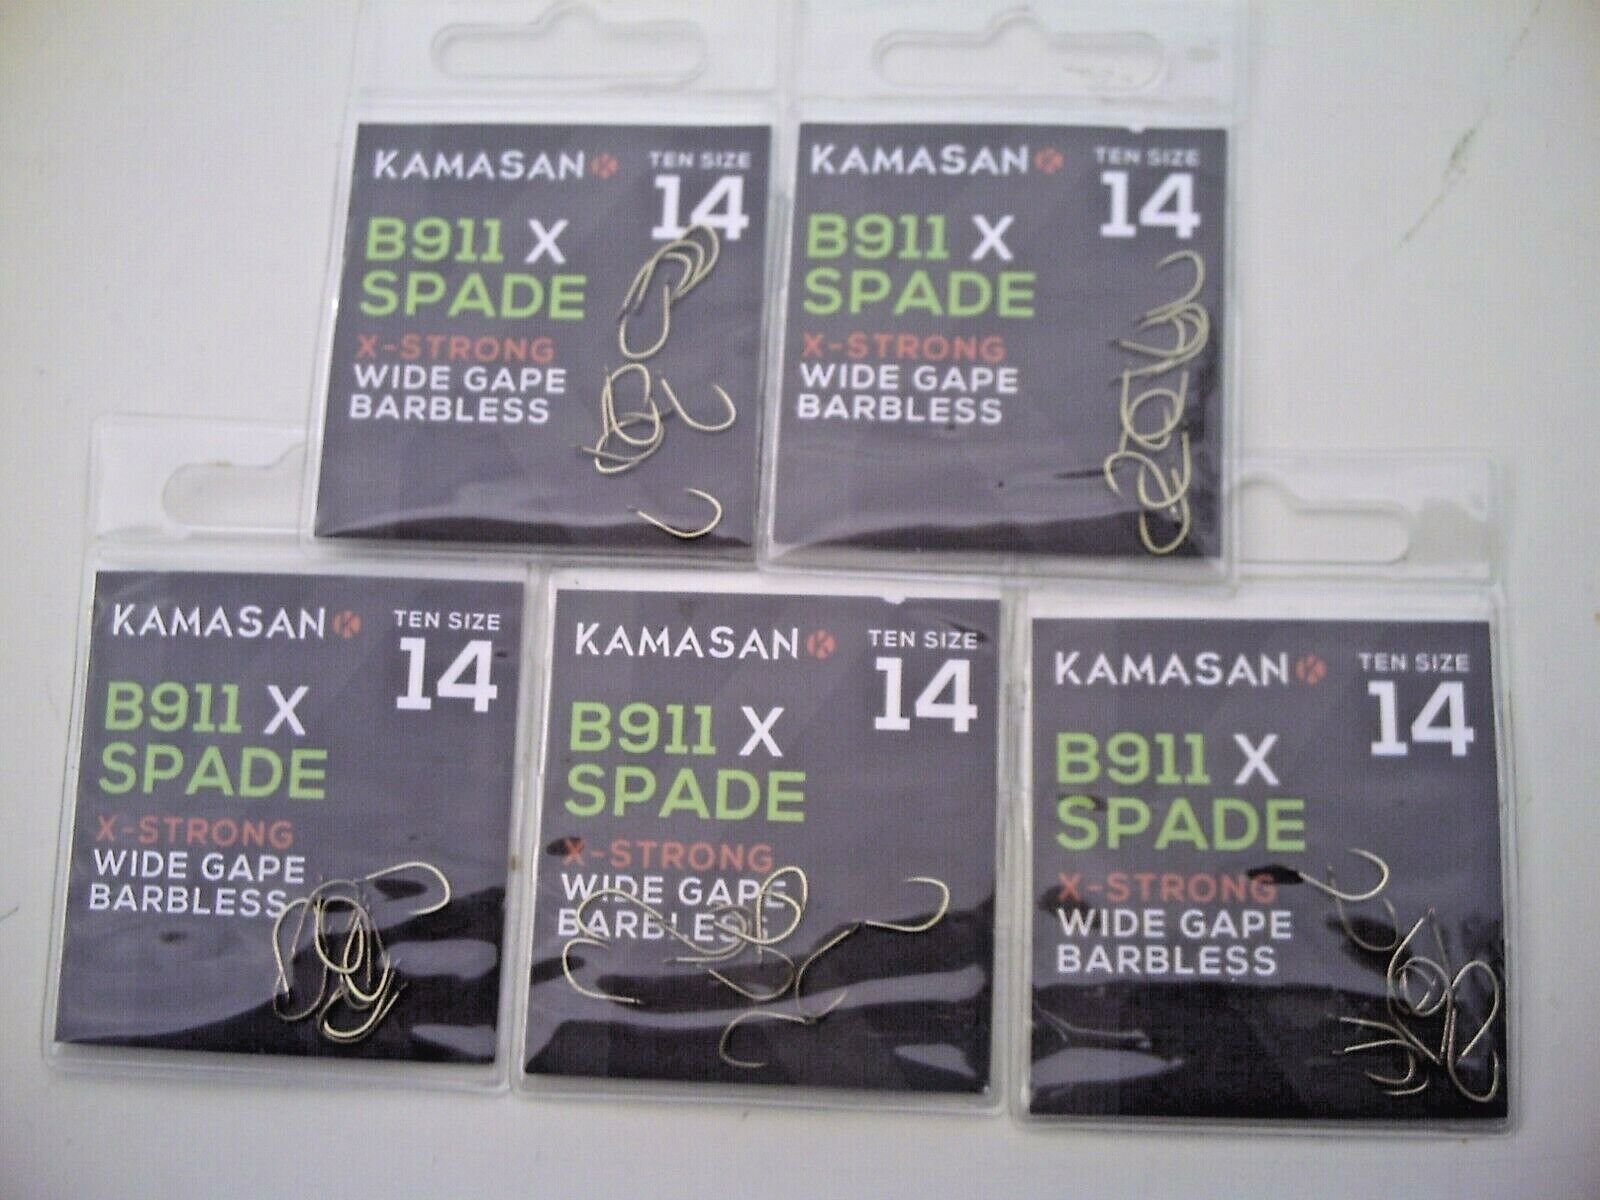 KAMASAN K TEN SIZE
14
B911 X
SPADE
X-STRONG
WIDE GAPE
BARBLESS
KAMASAN K TEN SIZE
14
B911 X
SPADE
X-STRONG
WIDE GAPE
BARBLESS
KAMASAN K TEN SIZE
14
B911 X
SPADE
X-STRONG
WIDE GAPE
BARBLESS
KAMASAN K TEN SIZE
14
B911 X
SPADE
X-STRONG
WIDE GAPE
BARBLESS
KAMASAN K TEN SIZE
14
B911 X
SPADE
X-STRONG
WIDE GAPE
BARBLESS